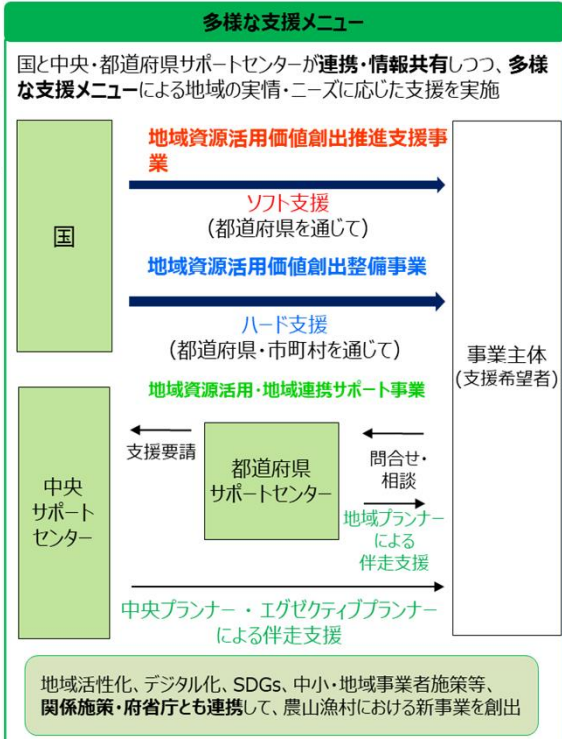 多様な支援メニュー
国と中央・都道府県サポートセンターが連携・情報共有しつつ、多様
な支援メニューによる地域の実情・ニーズに応じた支援を実施
地域資源活用価値創出推進支援事
業
ソフト支援
(都道府県を通じて)
国
地域資源活用価値創出整備事業
ハード支援
(都道府県・市町村を通じて)
事業主体
(支援希望者)
地域資源活用・地域連携サポート事業
支援要請
都道府県
サポートセンター
問合せ・
相談
中央
サポート
センター
地域プランナー
による
伴走支援
中央プランナー・エグゼクティブプランナー
による伴走支援
地域活性化、デジタル化、SDGs、中小・地域事業者施策等、
関係施策・府省庁とも連携して、農山漁村における新事業を創出